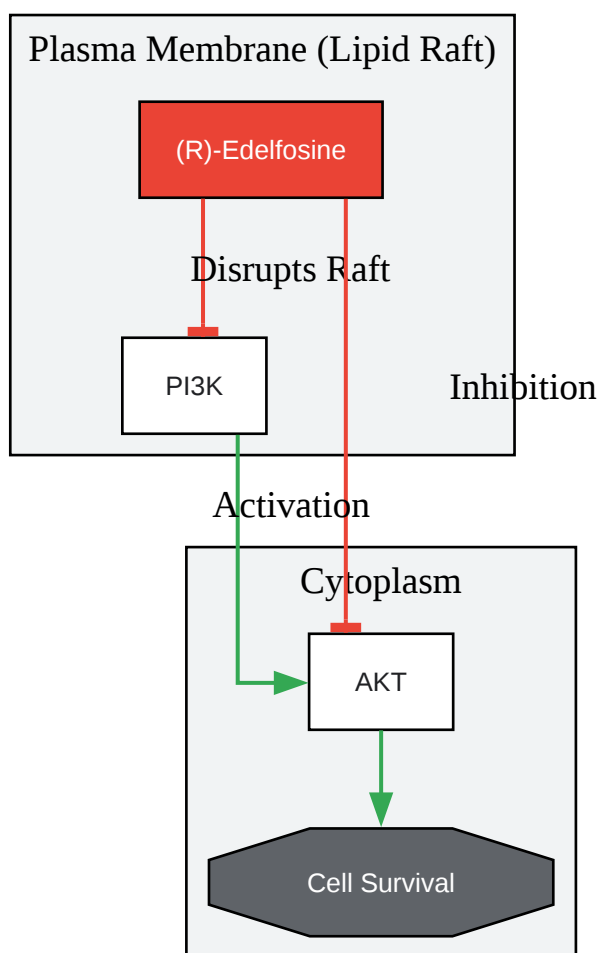 Plasma Membrane (Lipid Raft)
(R)-Edelfosine
Disrupts Raft
PI3K
Inhibition
Activation
Cytoplasm
AKT
Cell Survival